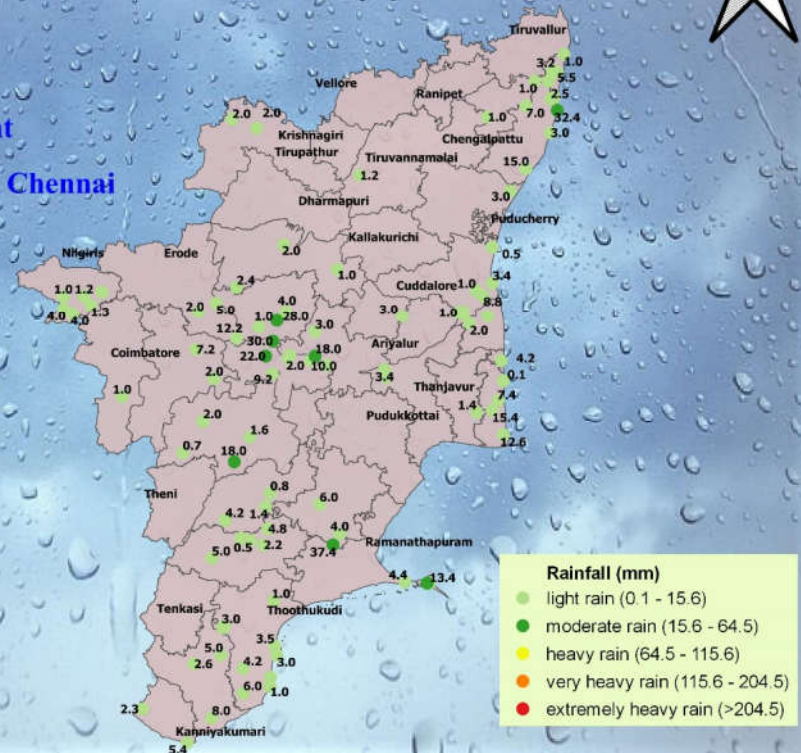 Tiruvallur
3.2 1.0
5.5
Vellore
Ranipet
1.0
2.5
2.0 2.0
1.0
7.0
32.4
Krishnagiri
Chengalpattu
3.0
nt
Tirupathur
Tiruvannamalai
15.0
Chennai
1.2
Dharmapuri
3.0
Puducherry
Kallakurichi
Nilgiris
Erode
2.0
0.5
1.0
3.4
2.4
Cuddalore 1.0
1.0 1.2
4.0
8.8
2.0 5.0
1.0 28.0
3.0
1.0
4.0 4.0 1.3
12.2
3.0
2.0
30.0
Ariyalur
Coimbatore
7.2
22.0
18.0
4.2
2.0 10.0
2.0
9.2
3.4
0.1
1.0
Thanjavur
7.4
1.4
2.0
Pudukkottai
15.4
1.6
12.6
0.7
18.0
Theni
0.8
6.0
4.2 1.4
4.8
4.0
5.0 0.5 2.2
37.4
Ramanathapuram
4.4 13.4
1.0
Tenkasi
Thoothukudi
3.0
3.5
5.0
2.6
4.2 3.0
6.0
1.0
2.3
8.0
Kanniyakumari
5.4
Rainfall (mm)
light rain (0.1 - 15.6)
moderate rain (15.6 - 64.5)
heavy rain (64.5 - 115.6)
very heavy rain (115.6 - 204.5)
extremely heavy rain (>204.5)